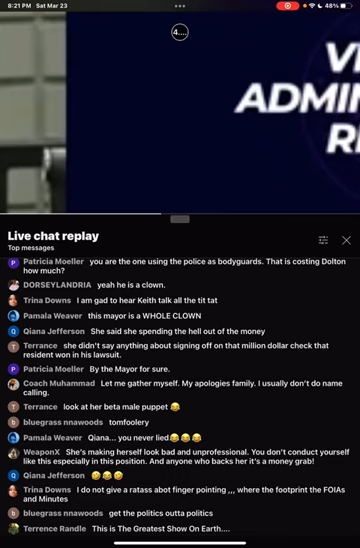 8:21 PM Sat Mar 23
48%
4....
VI
ADMIN
RE
Live chat replay
Top messages
P Patricia Moeller you are the one using the police as bodyguards. That is costing Dolton
how much?
DORSEYLANDRIA yeah he is a clown.
Trina Downs I am gad to hear Keith talk all the tit tat
Pamala Weaver this mayor is a WHOLE CLOWN
Q Qiana Jefferson She said she spending the hell out of the money
T Terrance she didn't say anything about signing off on that million dollar check that
resident won in his lawsuit.
P Patricia Moeller By the Mayor for sure.
Coach Muhammad Let me gather myself. My apologies family. I usually don't do name
calling.
T Terrance look at her beta male puppet 😂
b bluegrass nnawoods tomfoolery
Pamala Weaver Qiana... you never lied😂😂😂
WeaponX She's making herself look bad and unprofessional. You don't conduct yourself
like this especially in this position. And anyone who backs her it's a money grab!
Q Qiana Jefferson 🤣😂🤣
Trina Downs I do not give a ratass abot finger pointing ,,, where the footprint the FOIAs
and Minutes
b bluegrass nnawoods get the politics outta politics
Terrence Randle This is The Greatest Show On Earth....